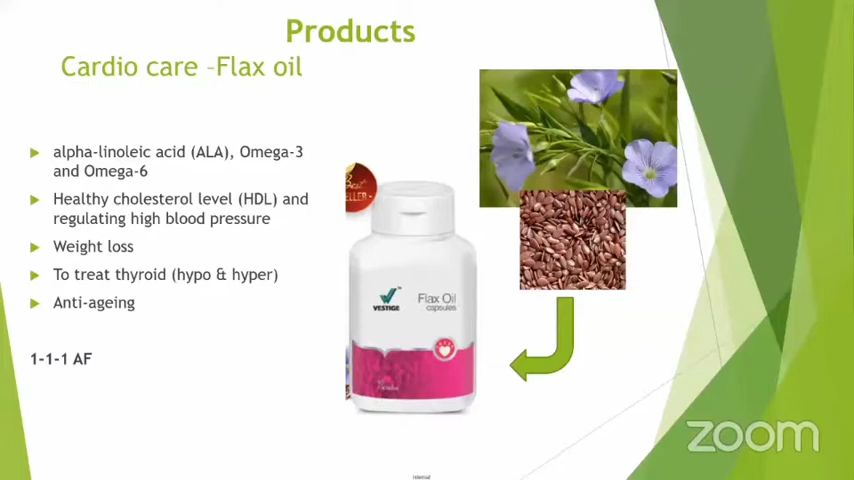 Products
Cardio care –Flax oil
alpha-linoleic acid (ALA), Omega-3
and Omega-6
Healthy cholesterol level (HDL) and
regulating high blood pressure
Weight loss
To treat thyroid (hypo & hyper)
Anti-ageing
1-1-1 AF
VESTIGE
Flax Oil
capsules
zoom
Internal